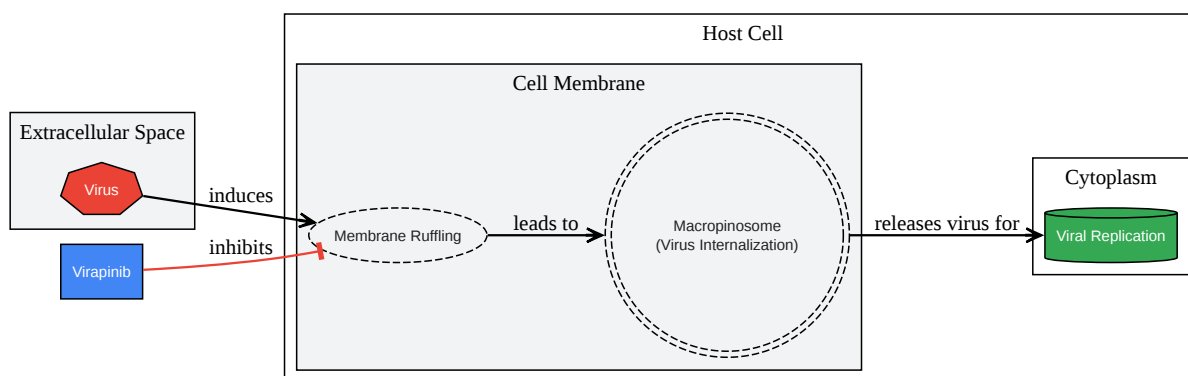 Host Cell
Cell Membrane
Extracellular Space
Virus
induces
Membrane Ruffling
inhibits
Virapinib
leads to
Macropinosome
(Virus Internalization)
releases virus for
Cytoplasm
Viral Replication